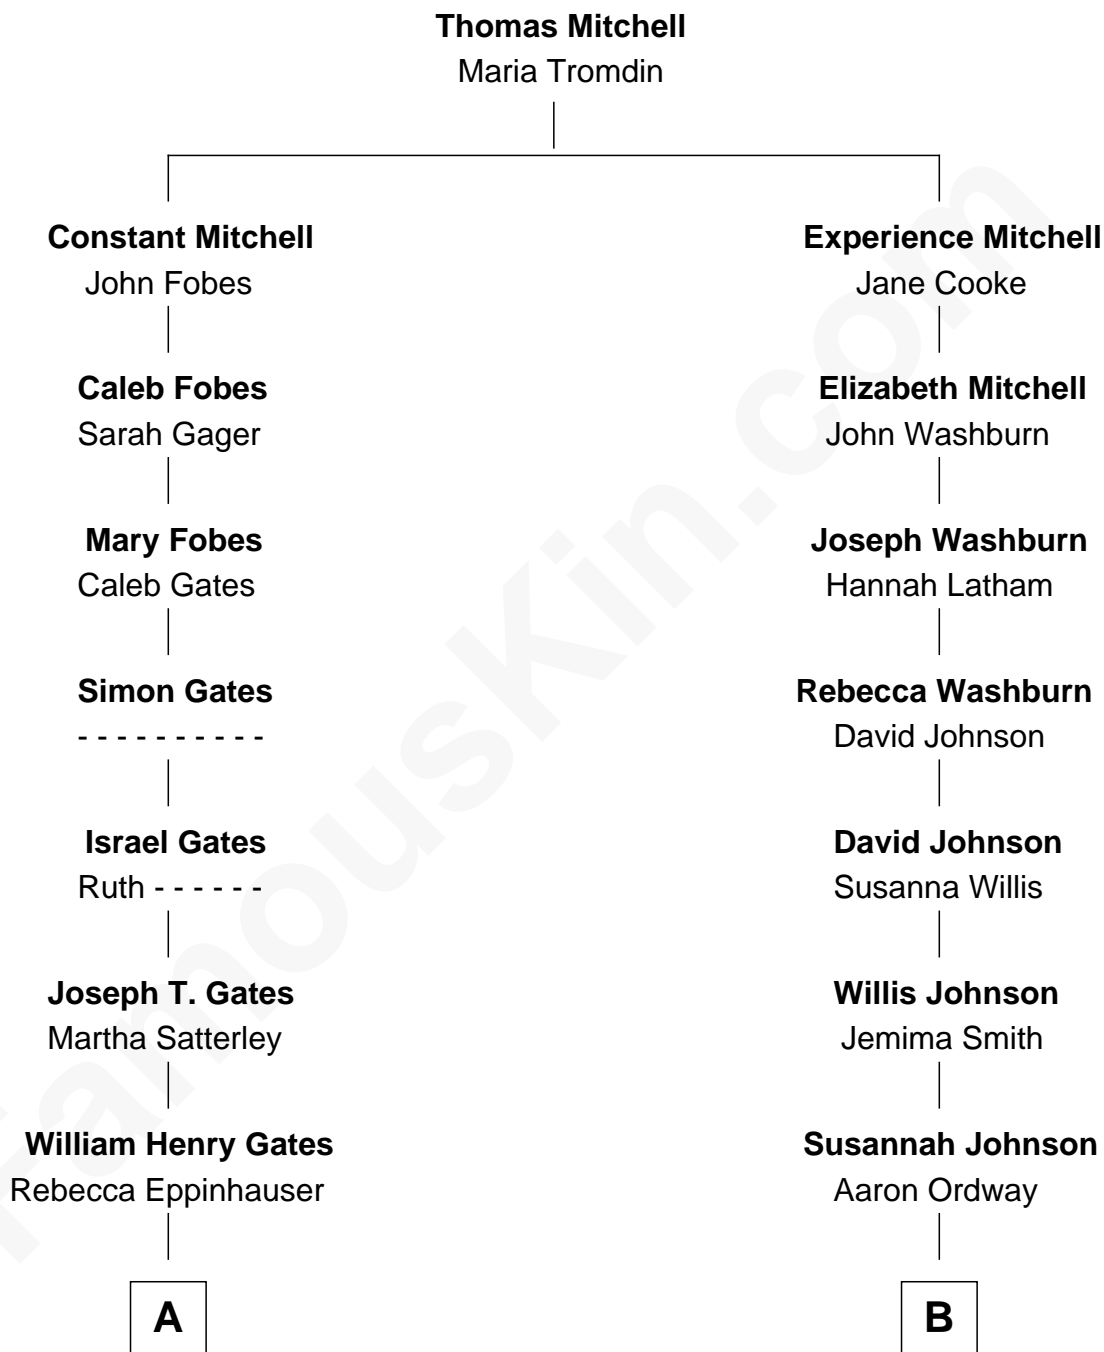 Thomas Mitchell
Maria Tromdin
Constant Mitchell
John Fobes
Experience Mitchell
Jane Cooke
Caleb Fobes
Sarah Gager
Elizabeth Mitchell
John Washburn
Mary Fobes
Caleb Gates
Joseph Washburn
Hannah Latham
Simon Gates
- - - - - - - - - -
Rebecca Washburn
David Johnson
Israel Gates
Ruth - - - - - -
David Johnson
Susanna Willis
Joseph T. Gates
Martha Satterley
Willis Johnson
Jemima Smith
William Henry Gates
Rebecca Eppinhauser
Susannah Johnson
Aaron Ordway
A
B
FamousKin.com